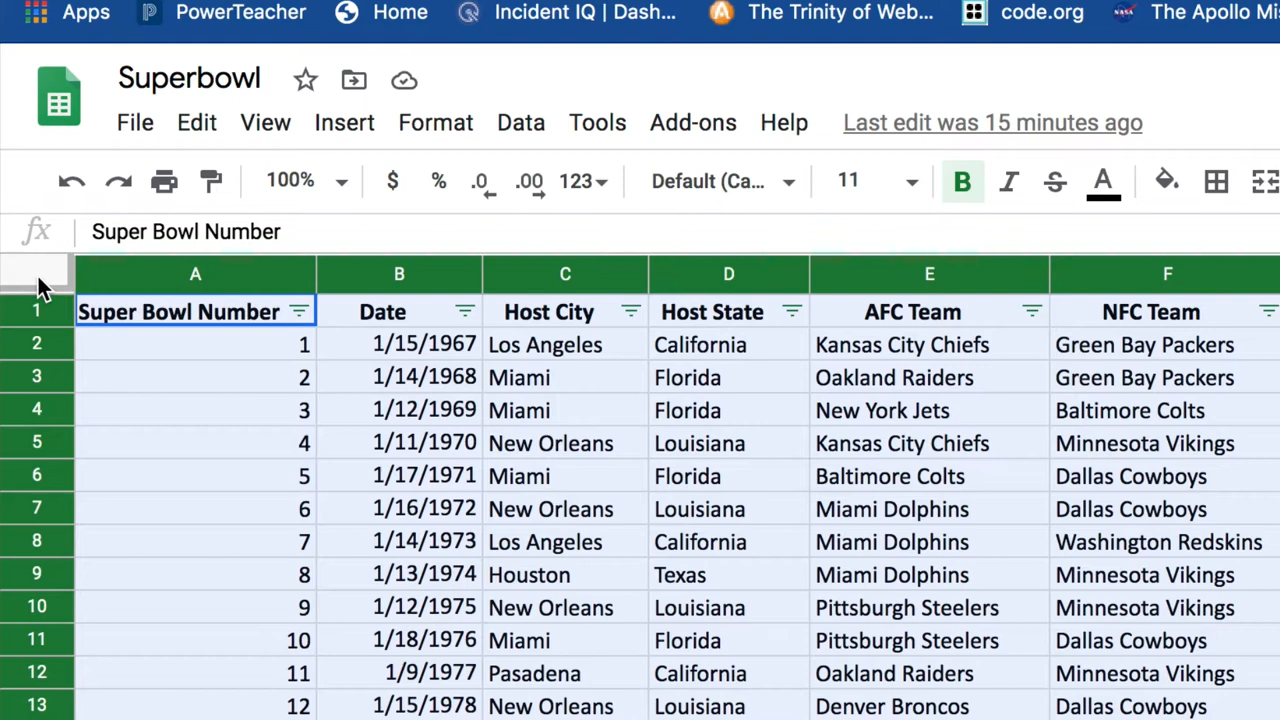 Apps PowerTeacher Home Incident IQ | Dash... The Trinity of Web... code.org The Apollo Mi
Superbowl
File Edit View Insert Format Data Tools Add-ons Help Last edit was 15 minutes ago
100% $ % .0 .00 123 Default (Ca... 11 B I S A
fx Super Bowl Number
A B C D E F
1 Super Bowl Number Date Host City Host State AFC Team NFC Team
2 1 1/15/1967 Los Angeles California Kansas City Chiefs Green Bay Packers
3 2 1/14/1968 Miami Florida Oakland Raiders Green Bay Packers
4 3 1/12/1969 Miami Florida New York Jets Baltimore Colts
5 4 1/11/1970 New Orleans Louisiana Kansas City Chiefs Minnesota Vikings
6 5 1/17/1971 Miami Florida Baltimore Colts Dallas Cowboys
7 6 1/16/1972 New Orleans Louisiana Miami Dolphins Dallas Cowboys
8 7 1/14/1973 Los Angeles California Miami Dolphins Washington Redskins
9 8 1/13/1974 Houston Texas Miami Dolphins Minnesota Vikings
10 9 1/12/1975 New Orleans Louisiana Pittsburgh Steelers Minnesota Vikings
11 10 1/18/1976 Miami Florida Pittsburgh Steelers Dallas Cowboys
12 11 1/9/1977 Pasadena California Oakland Raiders Minnesota Vikings
13 12 1/15/1978 New Orleans Louisiana Denver Broncos Dallas Cowboys